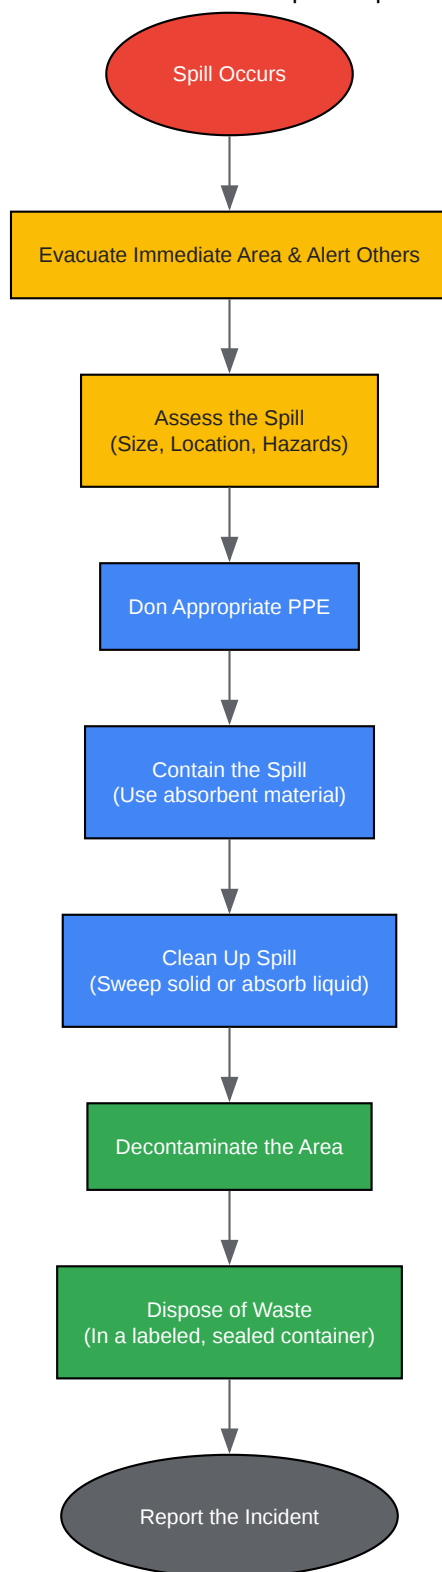 Spill Occurs
Evacuate Immediate Area & Alert Others
Assess the Spill
(Size, Location, Hazards)
Don Appropriate PPE
Contain the Spill
(Use absorbent material)
Clean Up Spill
(Sweep solid or absorb liquid)
Decontaminate the Area
Dispose of Waste
(In a labeled, sealed container)
Report the Incident